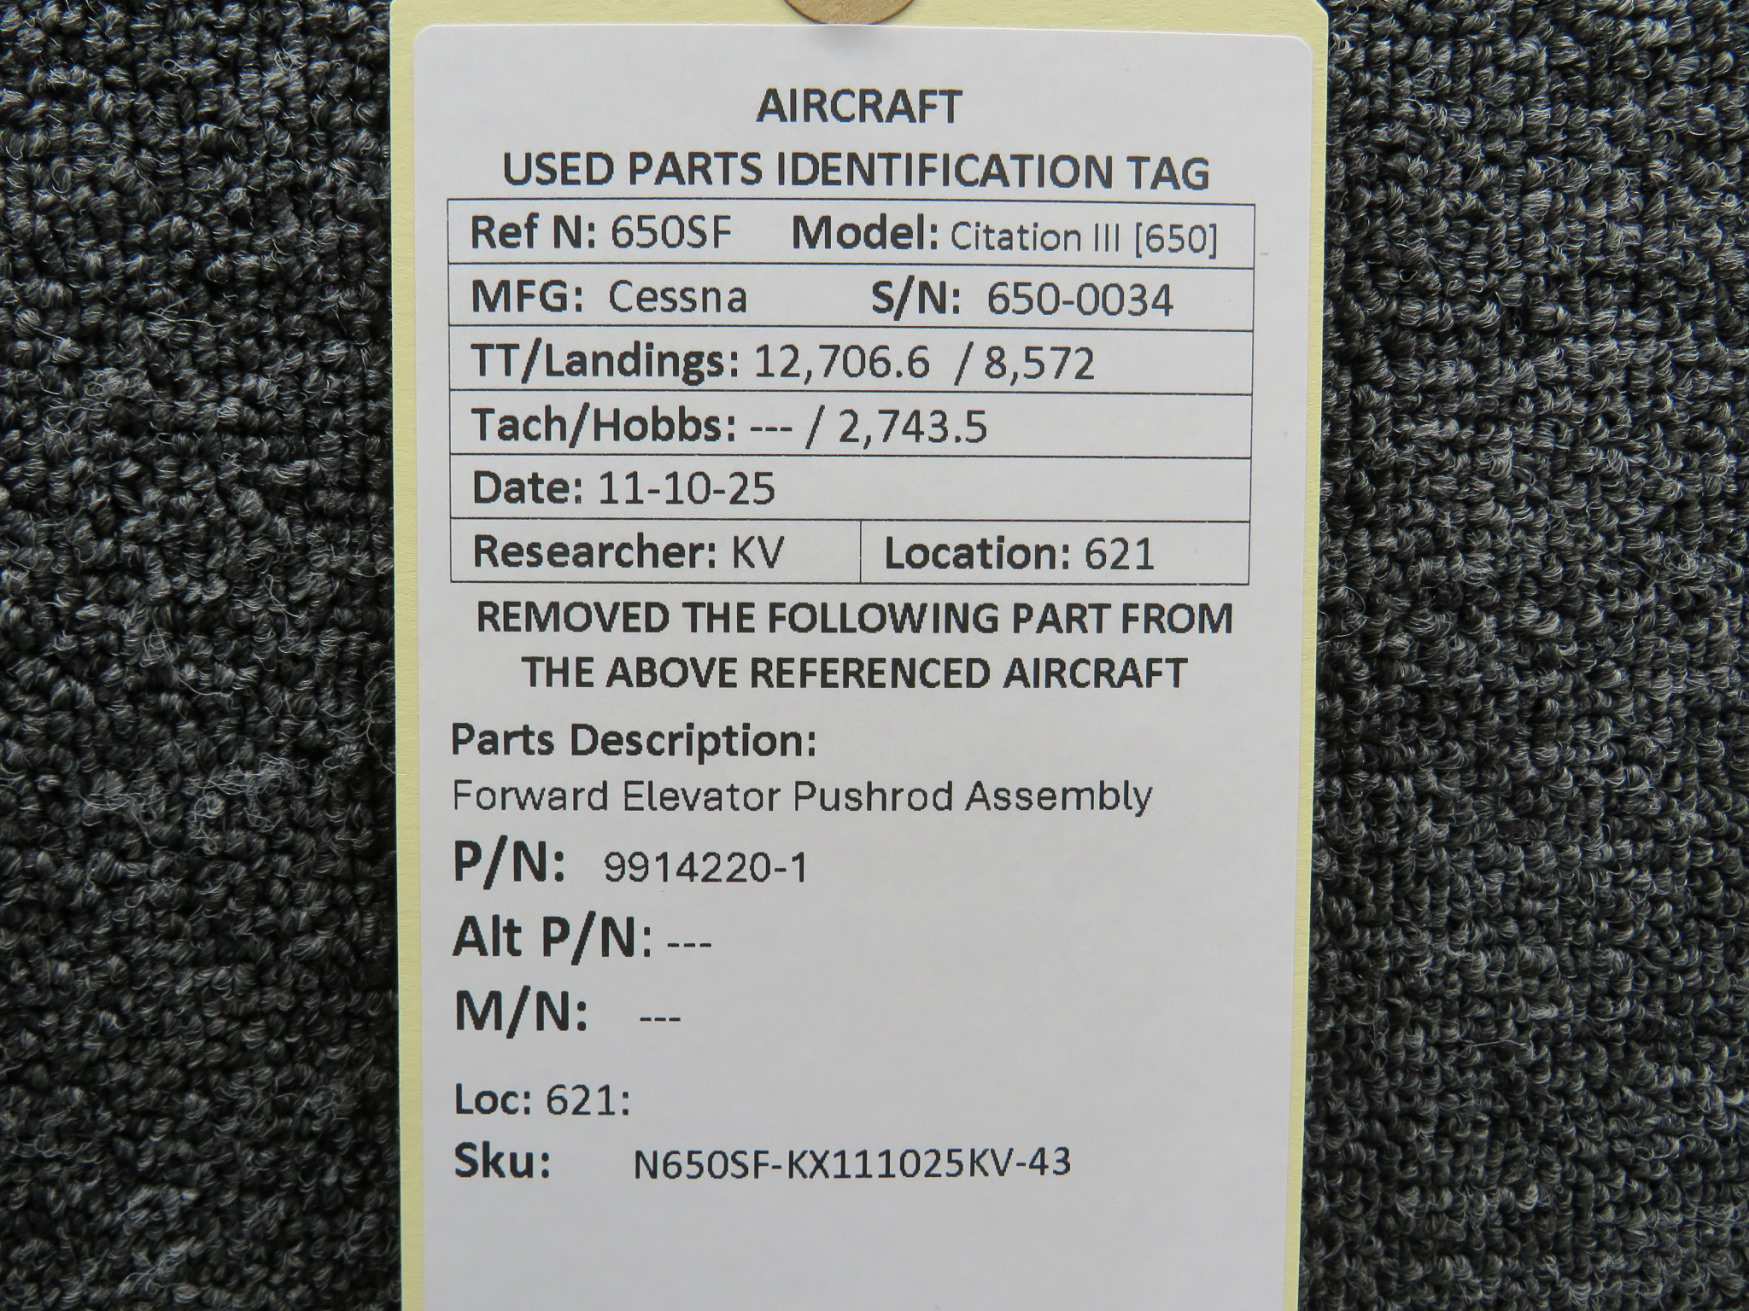 AIRCRAFT
USED PARTS IDENTIFICATION TAG
Ref N: 650SF Model: Citation III [650]
MFG: Cessna S/N: 650-0034
TT/Landings: 12,706.6 / 8,572
Tach/Hobbs: --- / 2,743.5
Date: 11-10-25
Researcher: KV Location: 621
REMOVED THE FOLLOWING PART FROM
THE ABOVE REFERENCED AIRCRAFT
Parts Description:
Forward Elevator Pushrod Assembly
P/N: 9914220-1
Alt P/N: ---
M/N: ---
Loc: 621:
Sku: N650SF-KX111025KV-43